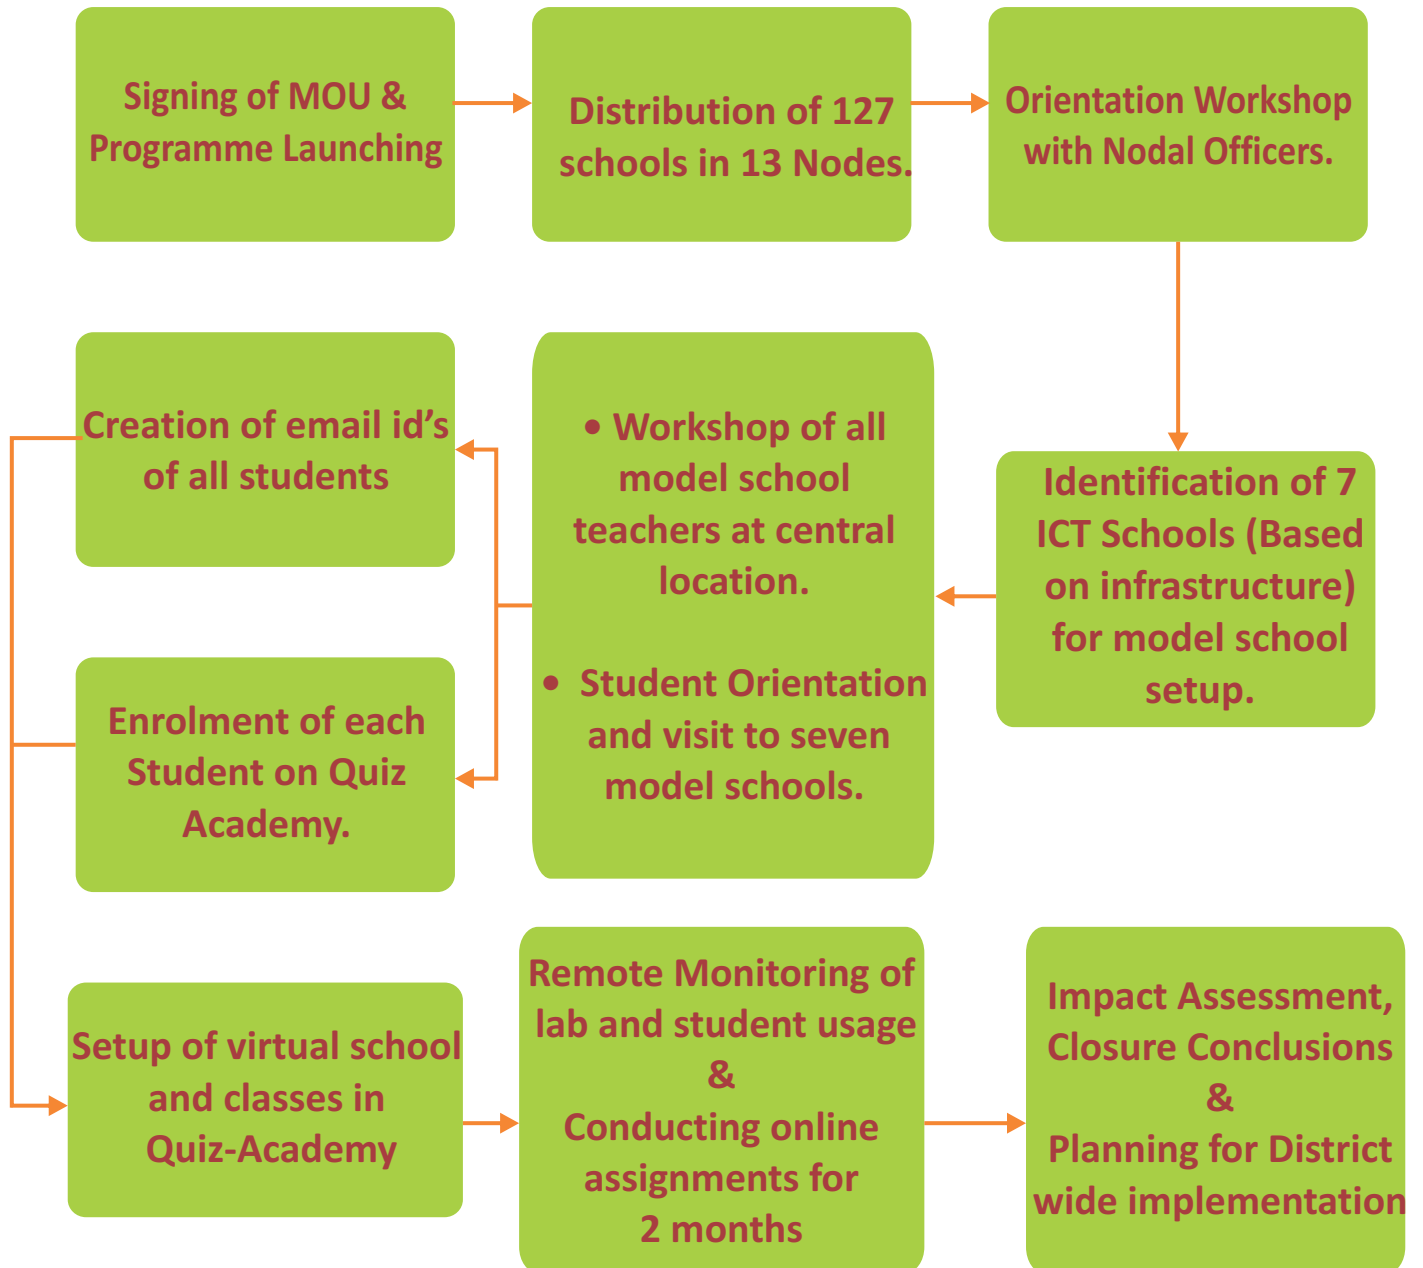 Signing of MOU &
Programme Launching
Distribution of 127
schools in 13 Nodes.
Orientation Workshop
with Nodal Officers.
Identification of 7
ICT Schools (Based
on infrastructure)
for model school
setup.
• Workshop of all
model school
teachers at central
location.
• Student Orientation
and visit to seven
model schools.
Creation of email id’s
of all students
Enrolment of each
Student on Quiz
Academy.
Setup of virtual school
and classes in
Quiz-Academy
Remote Monitoring of
lab and student usage
&
Conducting online
assignments for
2 months
Impact Assessment,
Closure Conclusions
&
Planning for District
wide implementation